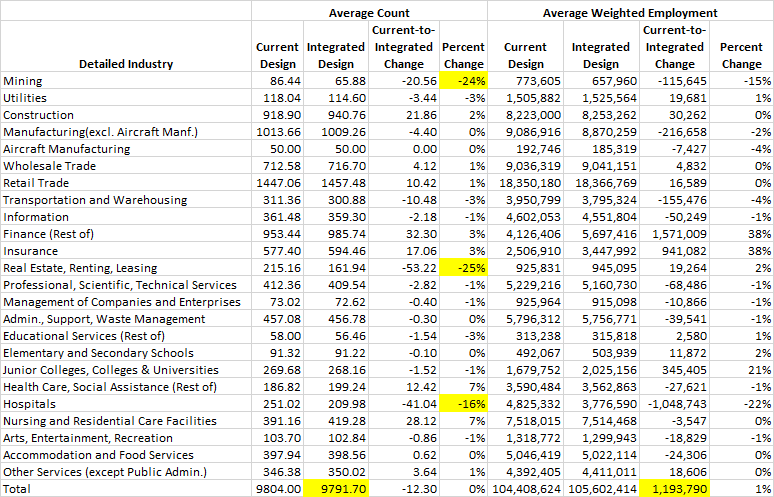 Average Count Average Weighted Employment
Current-to- Current-to-
Current Integrated Integrated Percent Current Integrated Integrated Percent
Detailed Industry Design Design Change Change Design Design Change Change
Mining 86.44 65.88 -20.56 -24% 773,605 657,960 -115,645 -15%
Utilities 118.04 114.60 -3.44 -3% 1,505,882 1,525,564 19,681 1%
Construction 918.90 940.76 21.86 2% 8,223,000 8,253,262 30,262 0%
Manufacturing(excl. Aircraft Manf.) 1013.66 1009.26 -4.40 0% 9,086,916 8,870,259 -216,658 -2%
Aircraft Manufacturing 50.00 50.00 0.00 0% 192,746 185,319 -7,427 -4%
Wholesale Trade 712.58 716.70 4.12 1% 9,036,319 9,041,151 4,832 0%
Retail Trade 1447.06 1457.48 10.42 1% 18,350,180 18,366,769 16,589 0%
Transportation and Warehousing 311.36 300.88 -10.48 -3% 3,950,799 3,795,324 -155,476 -4%
Information 361.48 359.30 -2.18 -1% 4,602,053 4,551,804 -50,249 -1%
Finance (Rest of) 953.44 985.74 32.30 3% 4,126,406 5,697,416 1,571,009 38%
Insurance 577.40 594.46 17.06 3% 2,506,910 3,447,992 941,082 38%
Real Estate, Renting, Leasing 215.16 161.94 -53.22 -25% 925,831 945,095 19,264 2%
Professional, Scientific, Technical Services 412.36 409.54 -2.82 -1% 5,229,216 5,160,730 -68,486 -1%
Management of Companies and Enterprises 73.02 72.62 -0.40 -1% 925,964 915,098 -10,866 -1%
Admin., Support, Waste Management 457.08 456.78 -0.30 0% 5,796,312 5,756,771 -39,541 -1%
Educational Services (Rest of) 58.00 56.46 -1.54 -3% 313,238 315,818 2,580 1%
Elementary and Secondary Schools 91.32 91.22 -0.10 0% 492,067 503,939 11,872 2%
Junior Colleges, Colleges & Universities 269.68 268.16 -1.52 -1% 1,679,752 2,025,156 345,405 21%
Health Care, Social Assistance (Rest of) 186.82 199.24 12.42 7% 3,590,484 3,562,863 -27,621 -1%
Hospitals 251.02 209.98 -41.04 -16% 4,825,332 3,776,590 -1,048,743 -22%
Nursing and Residential Care Facilities 391.16 419.28 28.12 7% 7,518,015 7,514,468 -3,547 0%
Arts, Entertainment, Recreation 103.70 102.84 -0.86 -1% 1,318,772 1,299,943 -18,829 -1%
Accommodation and Food Services 397.94 398.56 0.62 0% 5,046,419 5,022,114 -24,306 0%
Other Services (except Public Admin.) 346.38 350.02 3.64 1% 4,392,405 4,411,011 18,606 0%
Total 9804.00 9791.70 -12.30 0% 104,408,624 105,602,414 1,193,790 1%